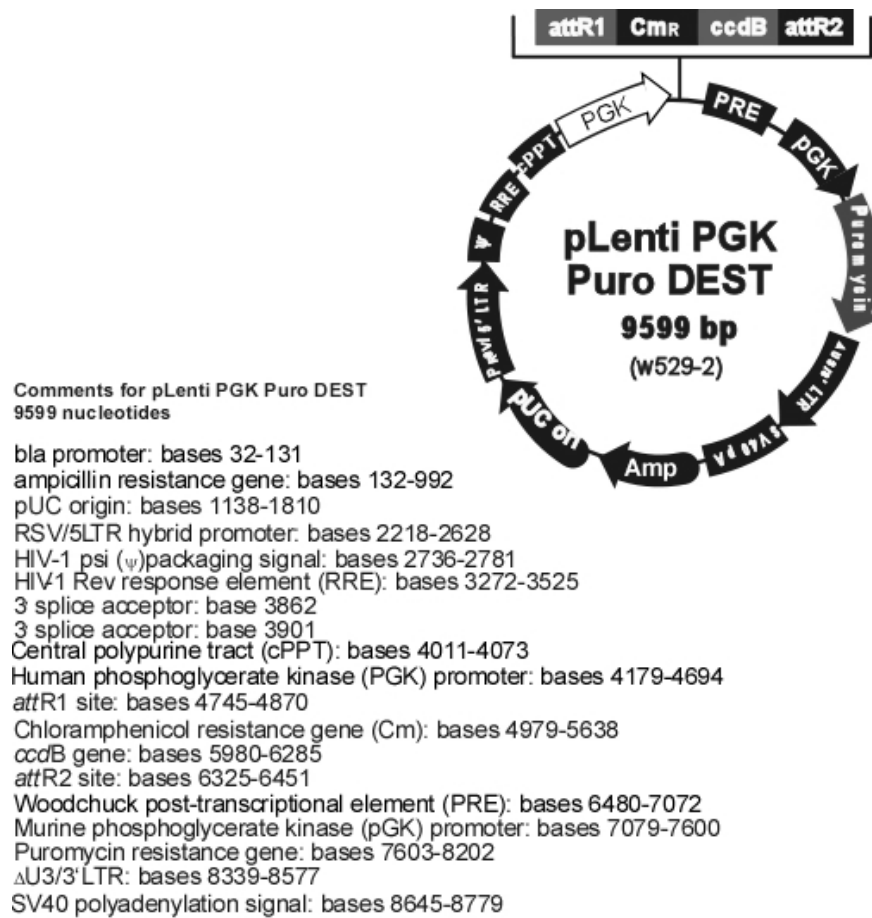 attR1 CmR ccdB attR2
PGK
PRE
pGK
Puromycin
cPPT
RRE
Ψ
pLenti PGK
Puro DEST
9599 bp
(w529-2)
pUC ori
Amp
SV40 pA
Comments for pLenti PGK Puro DEST
9599 nucleotides
bla promoter: bases 32-131
ampicillin resistance gene: bases 132-992
pUC origin: bases 1138-1810
RSV/5LTR hybrid promoter: bases 2218-2628
HIV-1 psi (ψ)packaging signal: bases 2736-2781
HIV-1 Rev response element (RRE): bases 3272-3525
3' splice acceptor: base 3862
3' splice acceptor: base 3901
Central polypurine tract (cPPT): bases 4011-4073
Human phosphoglycerate kinase (PGK) promoter: bases 4179-4694
attR1 site: bases 4745-4870
Chloramphenicol resistance gene (Cm): bases 4979-5638
ccdB gene: bases 5980-6285
attR2 site: bases 6325-6451
Woodchuck post-transcriptional element (PRE): bases 6480-7072
Murine phosphoglycerate kinase (pGK) promoter: bases 7079-7600
Puromycin resistance gene: bases 7603-8202
ΔU3/3'LTR: bases 8339-8577
SV40 polyadenylation signal: bases 8645-8779